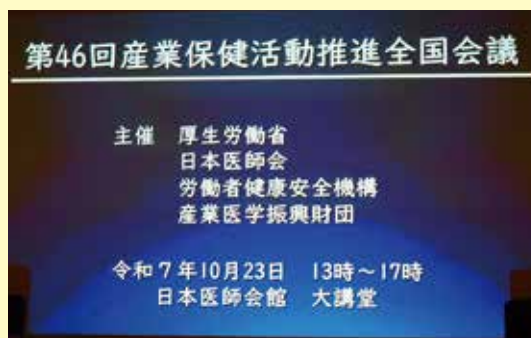 第46回産業保健活動推進全国会議
主催 厚生労働省
日本医師会
労働者健康安全機構
産業医学振興財団
令和7年10月23日 13時～17時
日本医師会館 大講堂